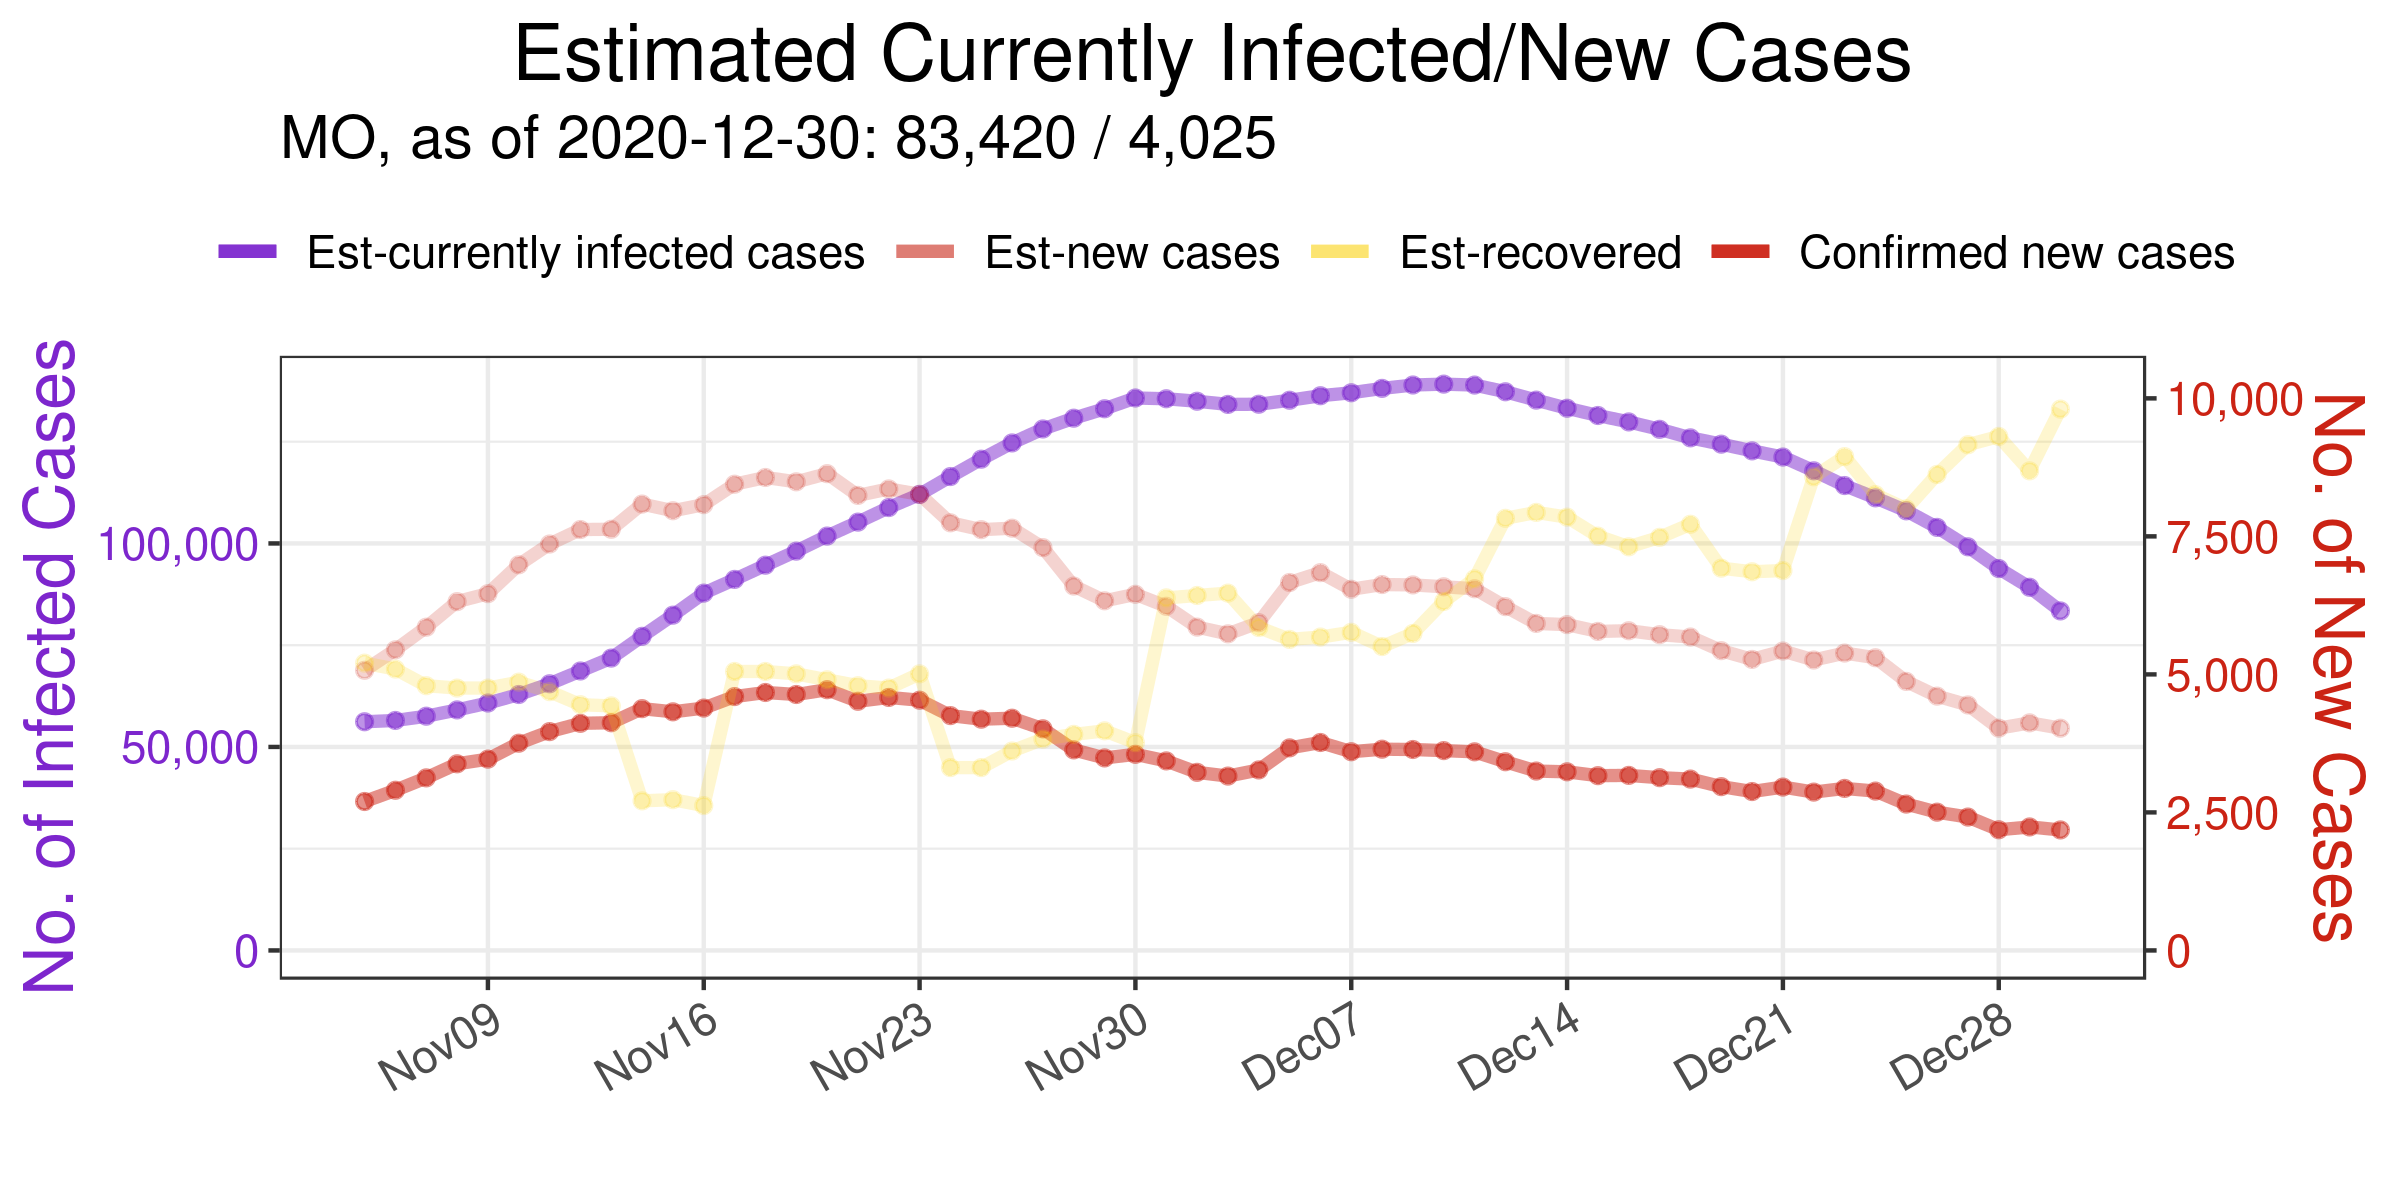 Estimated Currently Infected/New Cases
MO, as of 2020-12-30: 83,420 / 4,025
Est-currently infected cases Est-new cases Est-recovered Confirmed new cases
No. of Infected Cases
100,000
50,000
0
10,000
7,500
5,000
2,500
0
No. of New Cases
Nov09 Nov16 Nov23 Nov30 Dec07 Dec14 Dec21 Dec28